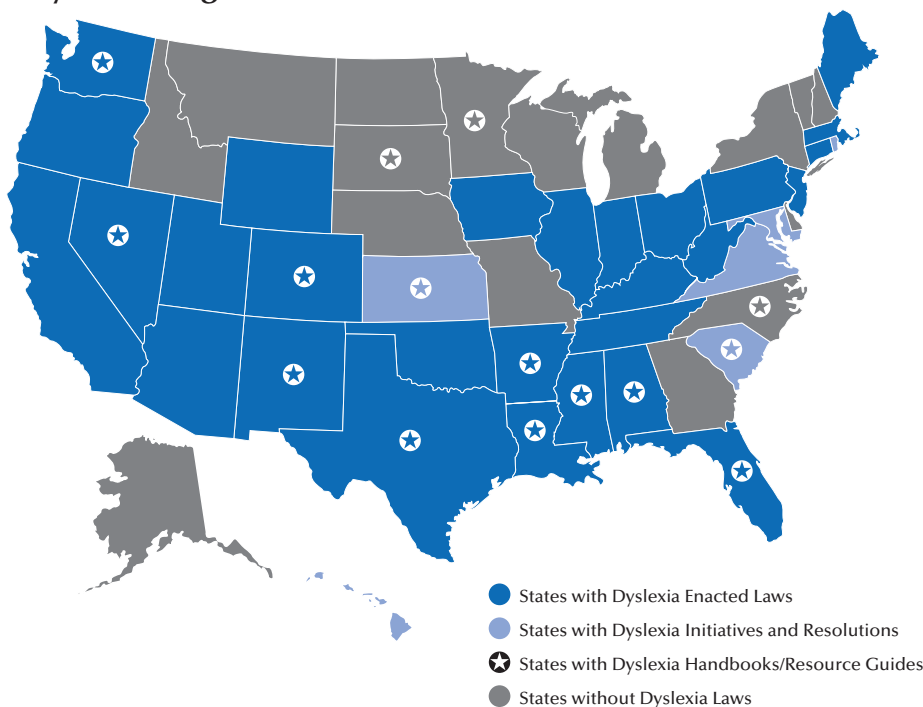 States with Dyslexia Enacted Laws
States with Dyslexia Initiatives and Resolutions
States with Dyslexia Handbooks/Resource Guides
States without Dyslexia Laws